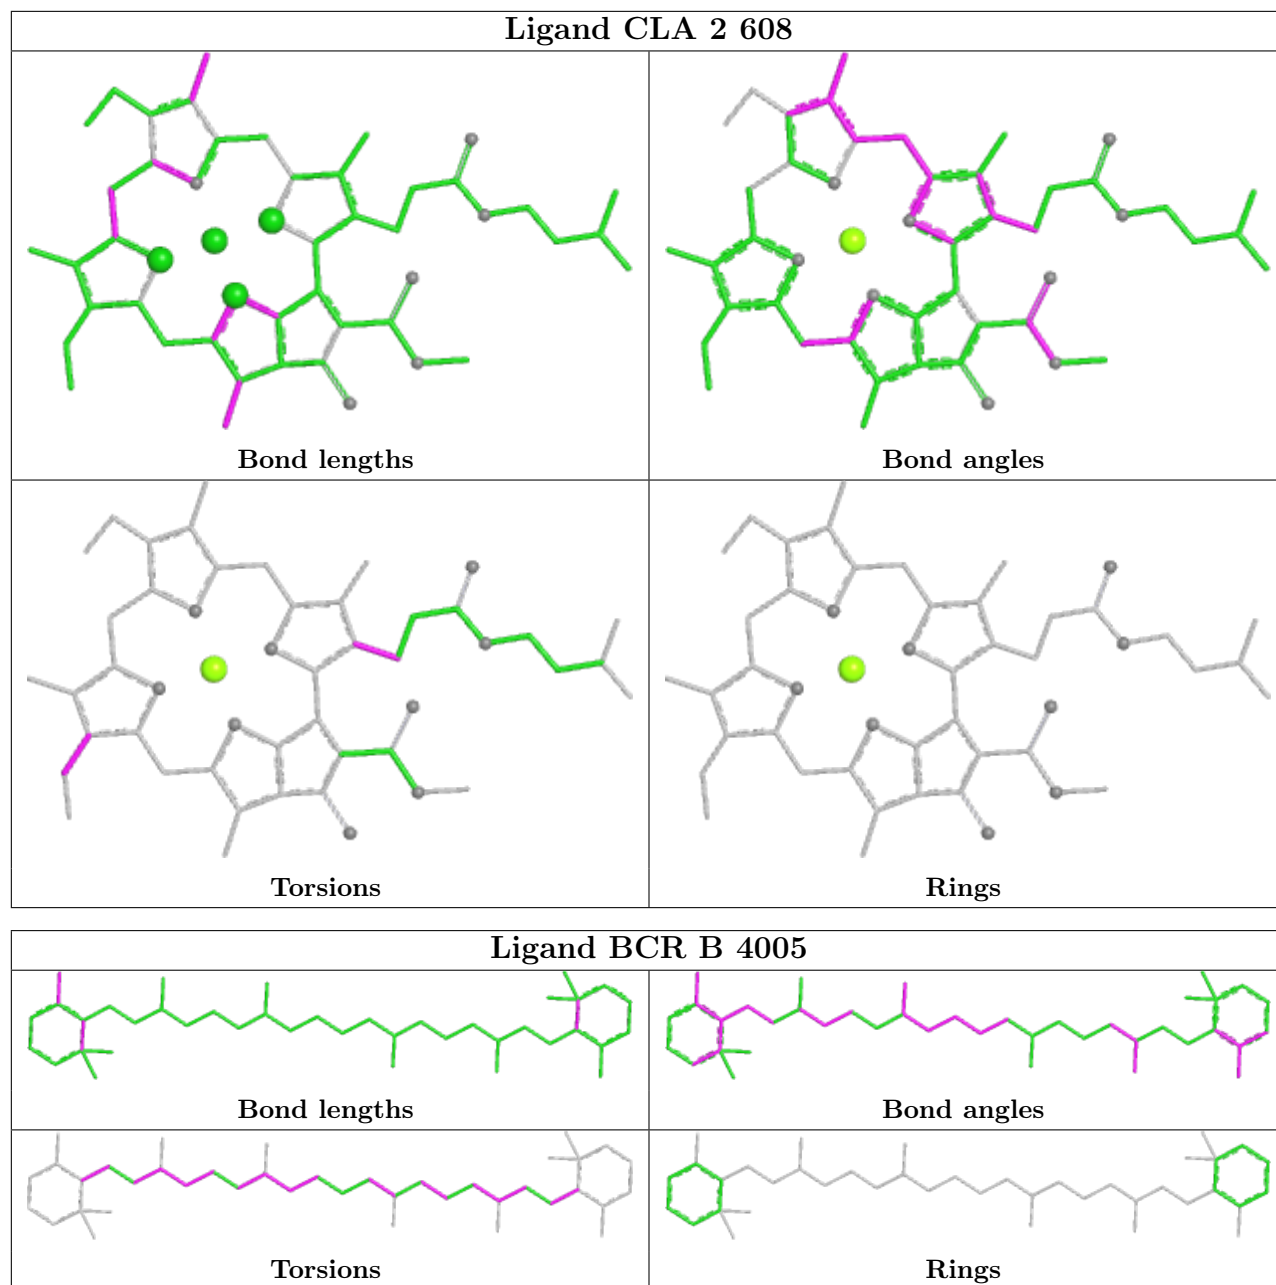 Ligand CLA 2 608
Bond lengths
Bond angles
Torsions
Rings
Ligand BCR B 4005
Bond lengths
Bond angles
Torsions
Rings